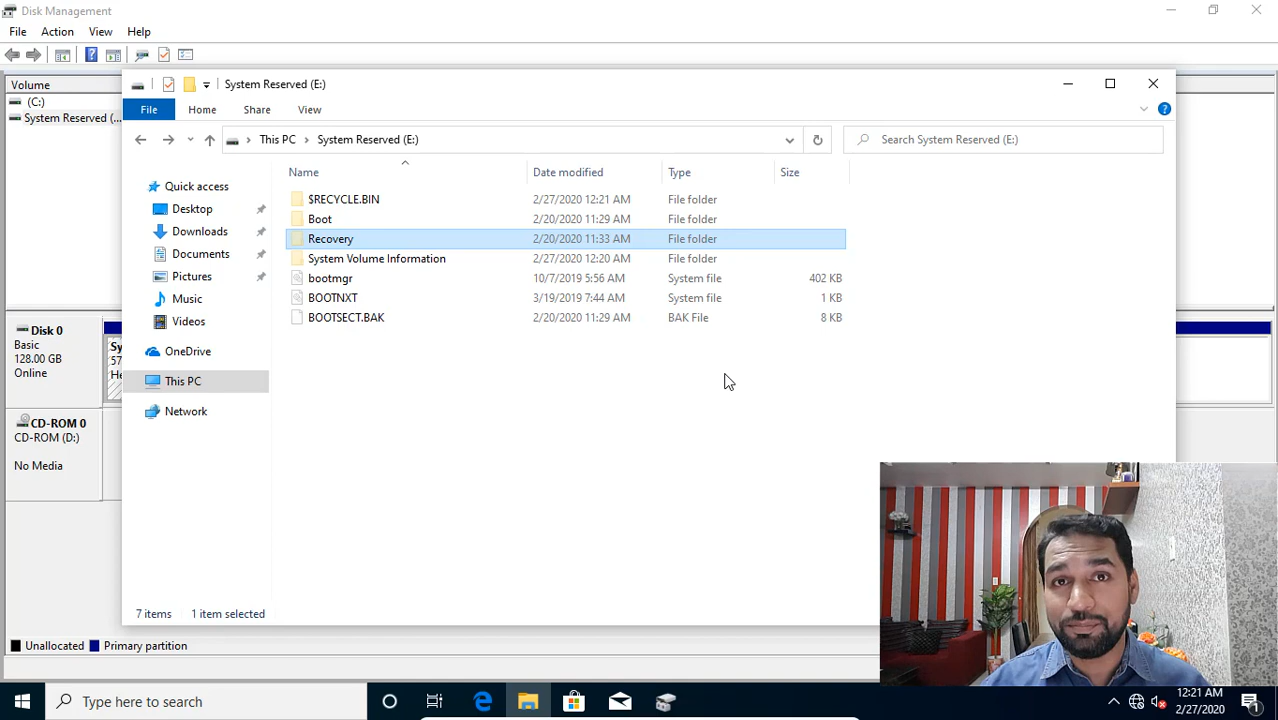 Disk Management
File Action View Help
Volume
(C:)
System Reserved (...
System Reserved (E:)
File Home Share View
This PC System Reserved (E:)
Search System Reserved (E:)
Name Date modified Type Size
$RECYCLE.BIN 2/27/2020 12:21 AM File folder
Boot 2/20/2020 11:29 AM File folder
Recovery 2/20/2020 11:33 AM File folder
System Volume Information 2/27/2020 12:20 AM File folder
bootmgr 10/7/2019 5:56 AM System file 402 KB
BOOTNXT 3/19/2019 7:44 AM System file 1 KB
BOOTSECT.BAK 2/20/2020 11:29 AM BAK File 8 KB
Quick access
Desktop
Downloads
Documents
Pictures
Music
Videos
OneDrive
This PC
Network
7 items 1 item selected
Disk 0
Basic
128.00 GB
Online
Sy
57
He
CD-ROM 0
CD-ROM (D:)
No Media
Unallocated Primary partition
Type here to search
12:21 AM
2/27/2020
1